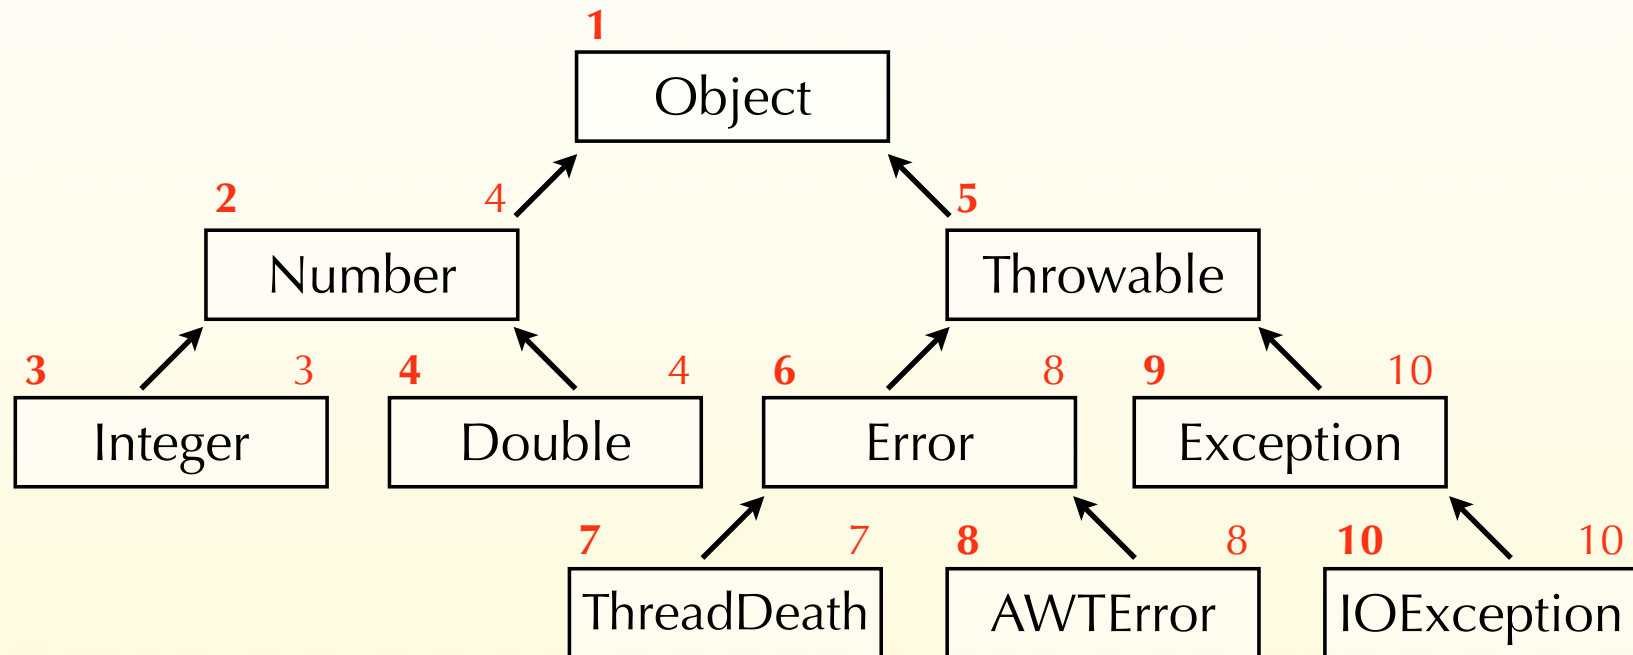 1
Object
2 4 5
Number Throwable
3 3 4 4 6 8 9 10
Integer Double Error Exception
7 7 8 8 10 10
ThreadDeath AWTError IOException